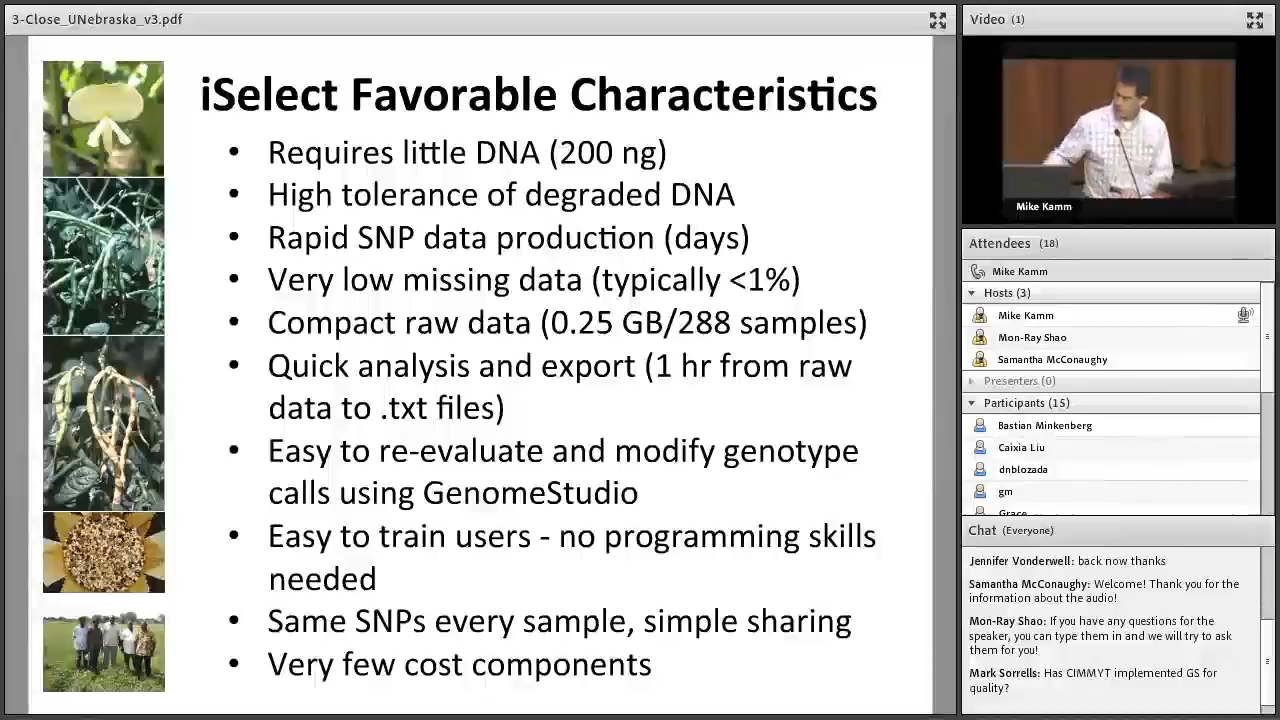 3-Close_UNebraska_v3.pdf
iSelect Favorable Characteristics
• Requires little DNA (200 ng)
• High tolerance of degraded DNA
• Rapid SNP data production (days)
• Very low missing data (typically <1%)
• Compact raw data (0.25 GB/288 samples)
• Quick analysis and export (1 hr from raw
data to .txt files)
• Easy to re-evaluate and modify genotype
calls using GenomeStudio
• Easy to train users - no programming skills
needed
• Same SNPs every sample, simple sharing
• Very few cost components
Video (1)
Mike Kamm
Attendees (18)
Mike Kamm
Hosts (3)
Mike Kamm
Mon-Ray Shao
Samantha McConaughy
Presenters (0)
Participants (15)
Bastian Minkenberg
Caixia Liu
dnblozada
gm
Grace
Chat (Everyone)
Jennifer Vonderwell: back now thanks
Samantha McConaughy: Welcome! Thank you for the
information about the audio!
Mon-Ray Shao: If you have any questions for the
speaker, you can type them in and we will try to ask
them for you!
Mark Sorrells: Has CIMMYT implemented GS for
quality?